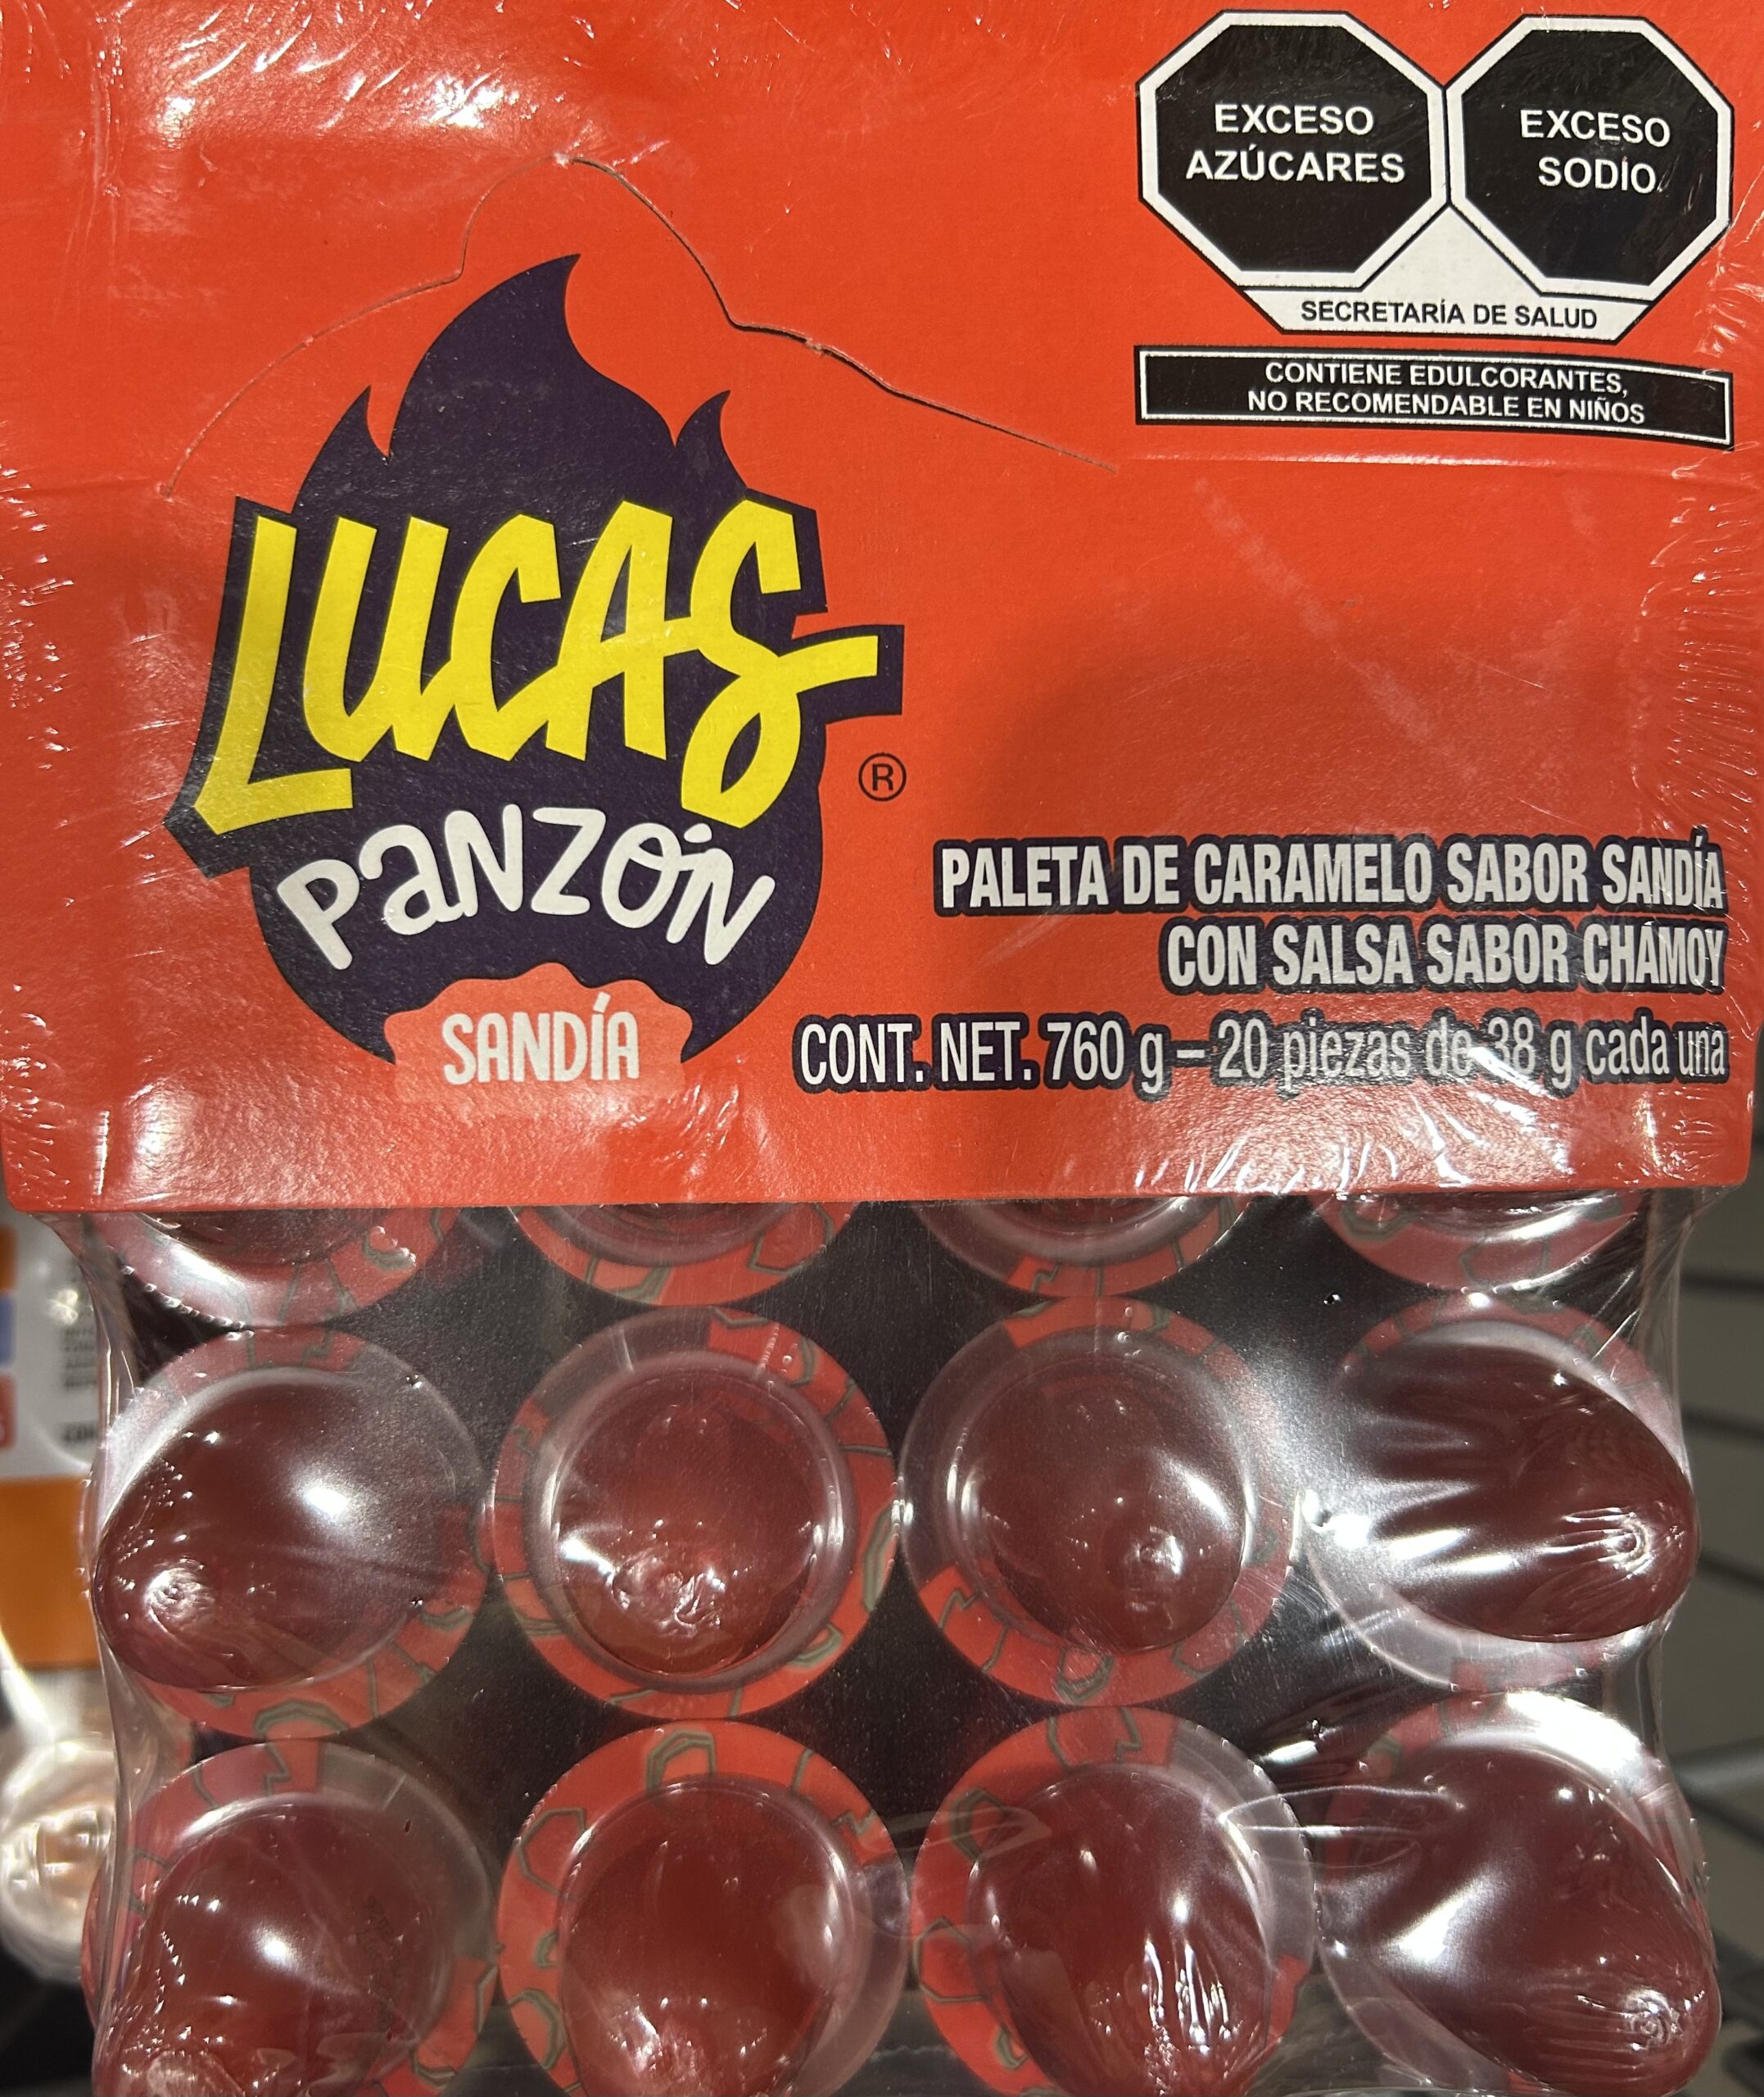 EXCESO
AZÚCARES
EXCESO
SODIO
SECRETARÍA DE SALUD
CONTIENE EDULCORANTES,
NO RECOMENDABLE EN NIÑOS
LUCAS
PANZÓN
®
SANDÍA
PALETA DE CARAMELO SABOR SANDÍA
CON SALSA SABOR CHAMOY
CONT. NET. 760 g – 20 piezas de 38 g cada una